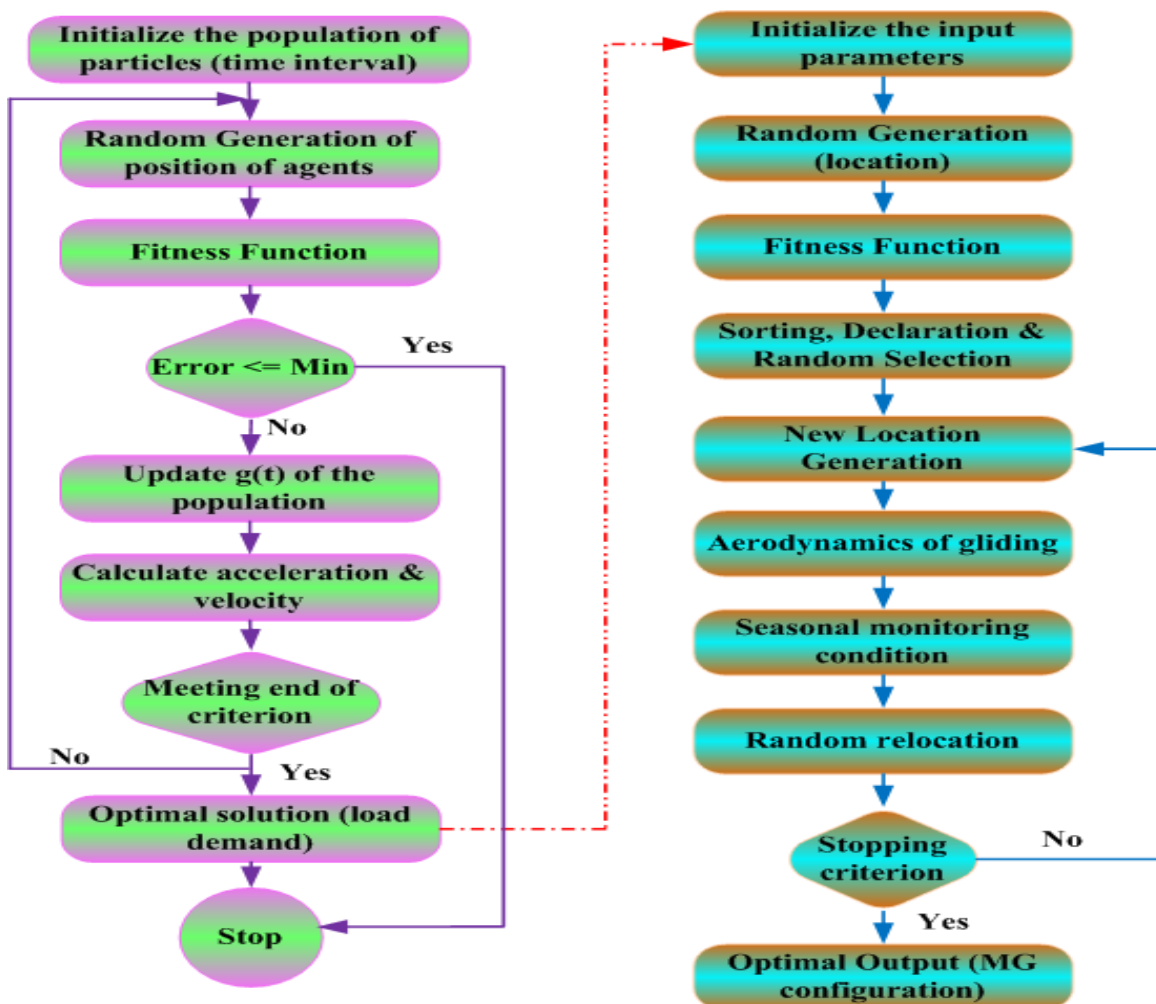 Initialize the population of
particles (time interval)
Random Generation of
position of agents
Fitness Function
Error <= Min
Yes
No
Update g(t) of the
population
Calculate acceleration &
velocity
Meeting end of
criterion
No
Yes
Optimal solution (load
demand)
Stop
Initialize the input
parameters
Random Generation
(location)
Fitness Function
Sorting, Declaration &
Random Selection
New Location
Generation
Aerodynamics of gliding
Seasonal monitoring
condition
Random relocation
Stopping
criterion
No
Yes
Optimal Output (MG
configuration)